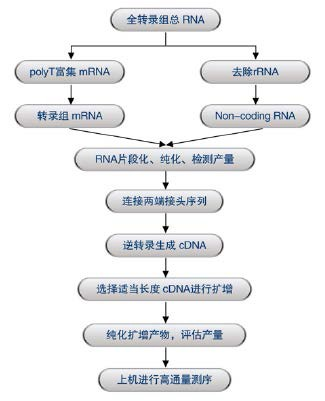 全转录组总 RNA
polyT富集 mRNA
去除rRNA
转录组 mRNA
Non-coding RNA
RNA片段化、纯化、检测产量
连接两端接头序列
逆转录生成 cDNA
选择适当长度 cDNA进行扩增
纯化扩增产物，评估产量
上机进行高通量测序